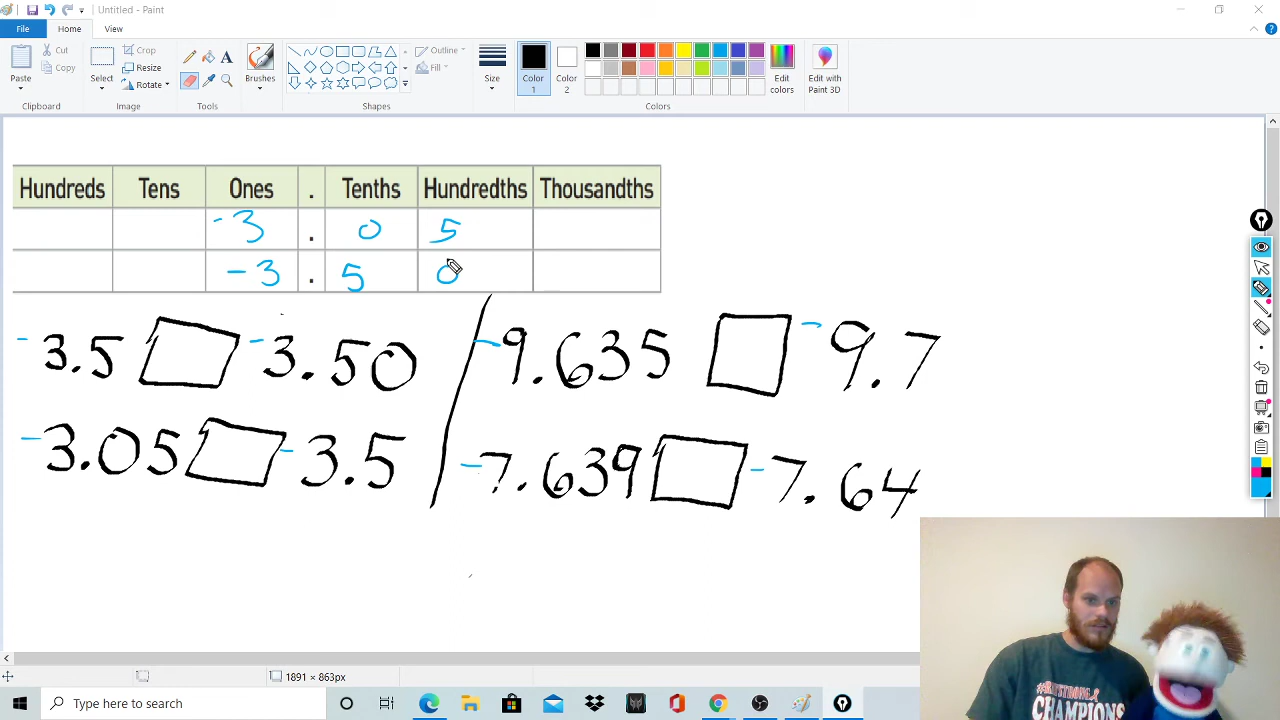 Untitled - Paint
File Home View
Paste Cut Copy Clipboard
Select Crop Resize Rotate Image
Tools
Brushes
Outline Fill Shapes
Size
Color 1 Color 2 Edit colors Colors
Edit with Paint 3D
Hundreds Tens Ones . Tenths Hundredths Thousandths
-3 . 0 5
-3 . 5 0
-3.5 □ -3.50
-9.635 □ -9.7
-3.05 □ -3.5
-7.639 □ -7.64
CHAMPIONS
1891 × 863px
Type here to search